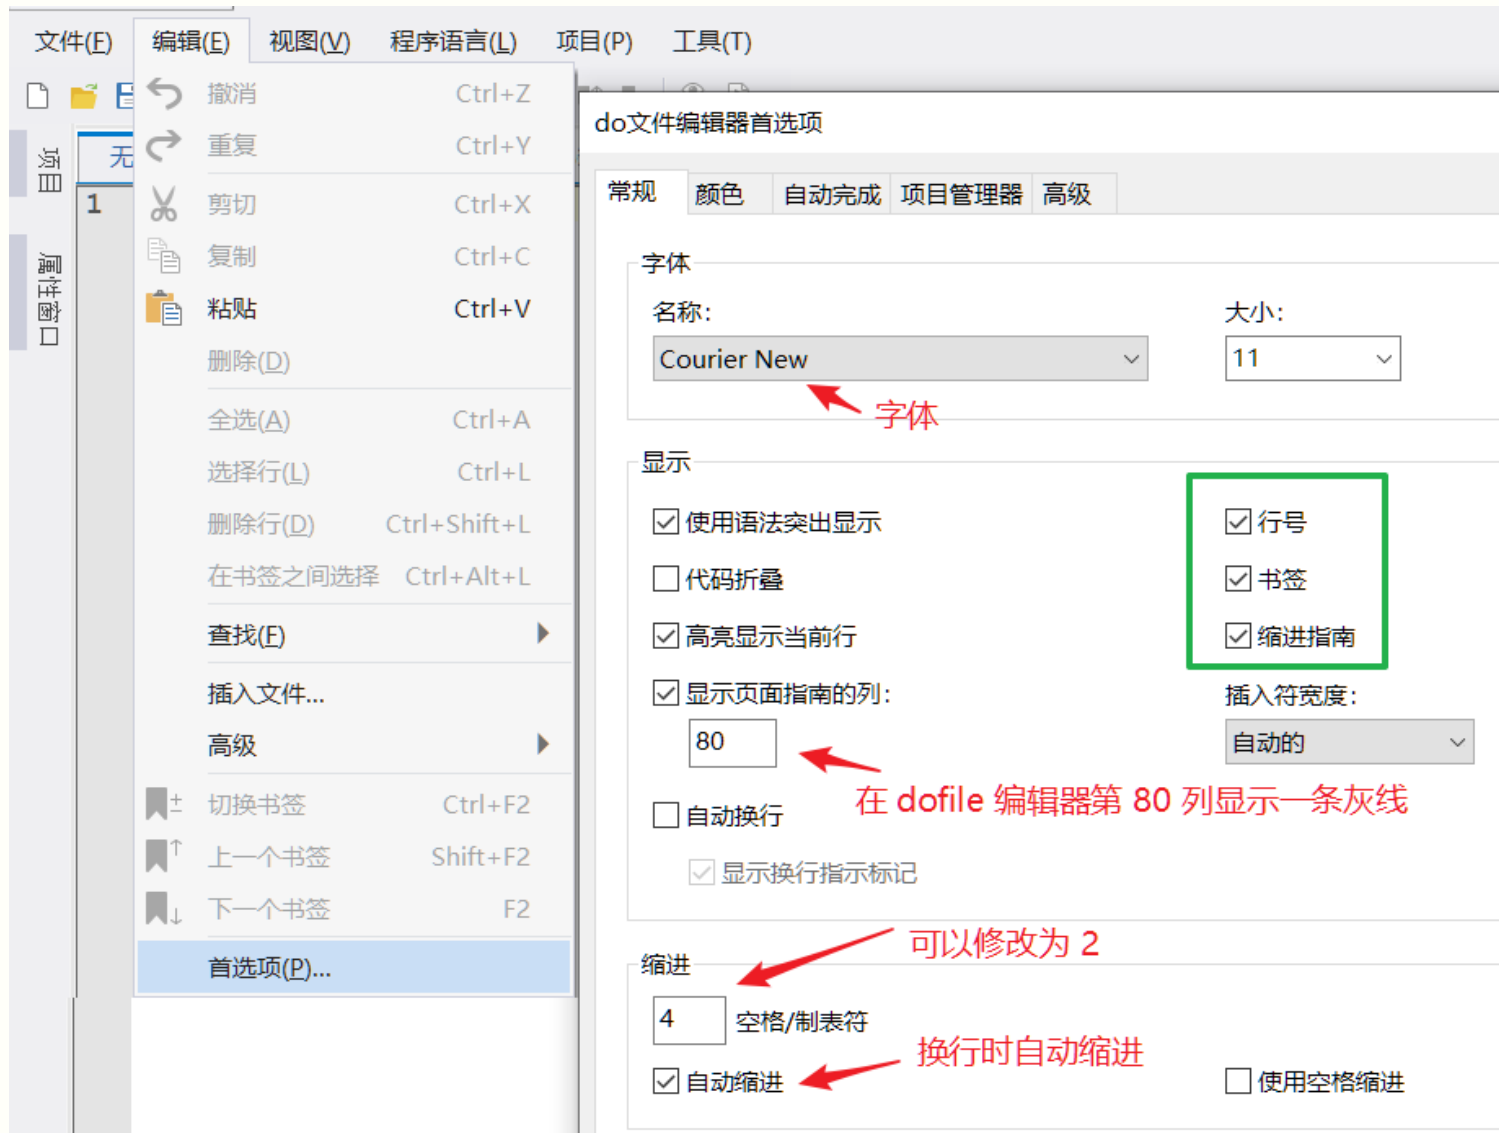 文件(F) 编辑(E) 视图(V) 程序语言(L) 项目(P) 工具(T)
项目
属性窗口
无
1
撤消 Ctrl+Z
重复 Ctrl+Y
剪切 Ctrl+X
复制 Ctrl+C
粘贴 Ctrl+V
删除(D)
全选(A) Ctrl+A
选择行(L) Ctrl+L
删除行(D) Ctrl+Shift+L
在书签之间选择 Ctrl+Alt+L
查找(F)
插入文件...
高级
切换书签 Ctrl+F2
上一个书签 Shift+F2
下一个书签 F2
首选项(P)...
do文件编辑器首选项
常规 颜色 自动完成 项目管理器 高级
字体
名称: 大小:
Courier New 11
字体
显示
使用语法突出显示 行号
代码折叠 书签
高亮显示当前行 缩进指南
显示页面指南的列: 插入符宽度:
80 自动的
在 dofile 编辑器第 80 列显示一条灰线
自动换行
显示换行指示标记
可以修改为 2
缩进
4 空格/制表符
换行时自动缩进
自动缩进 使用空格缩进